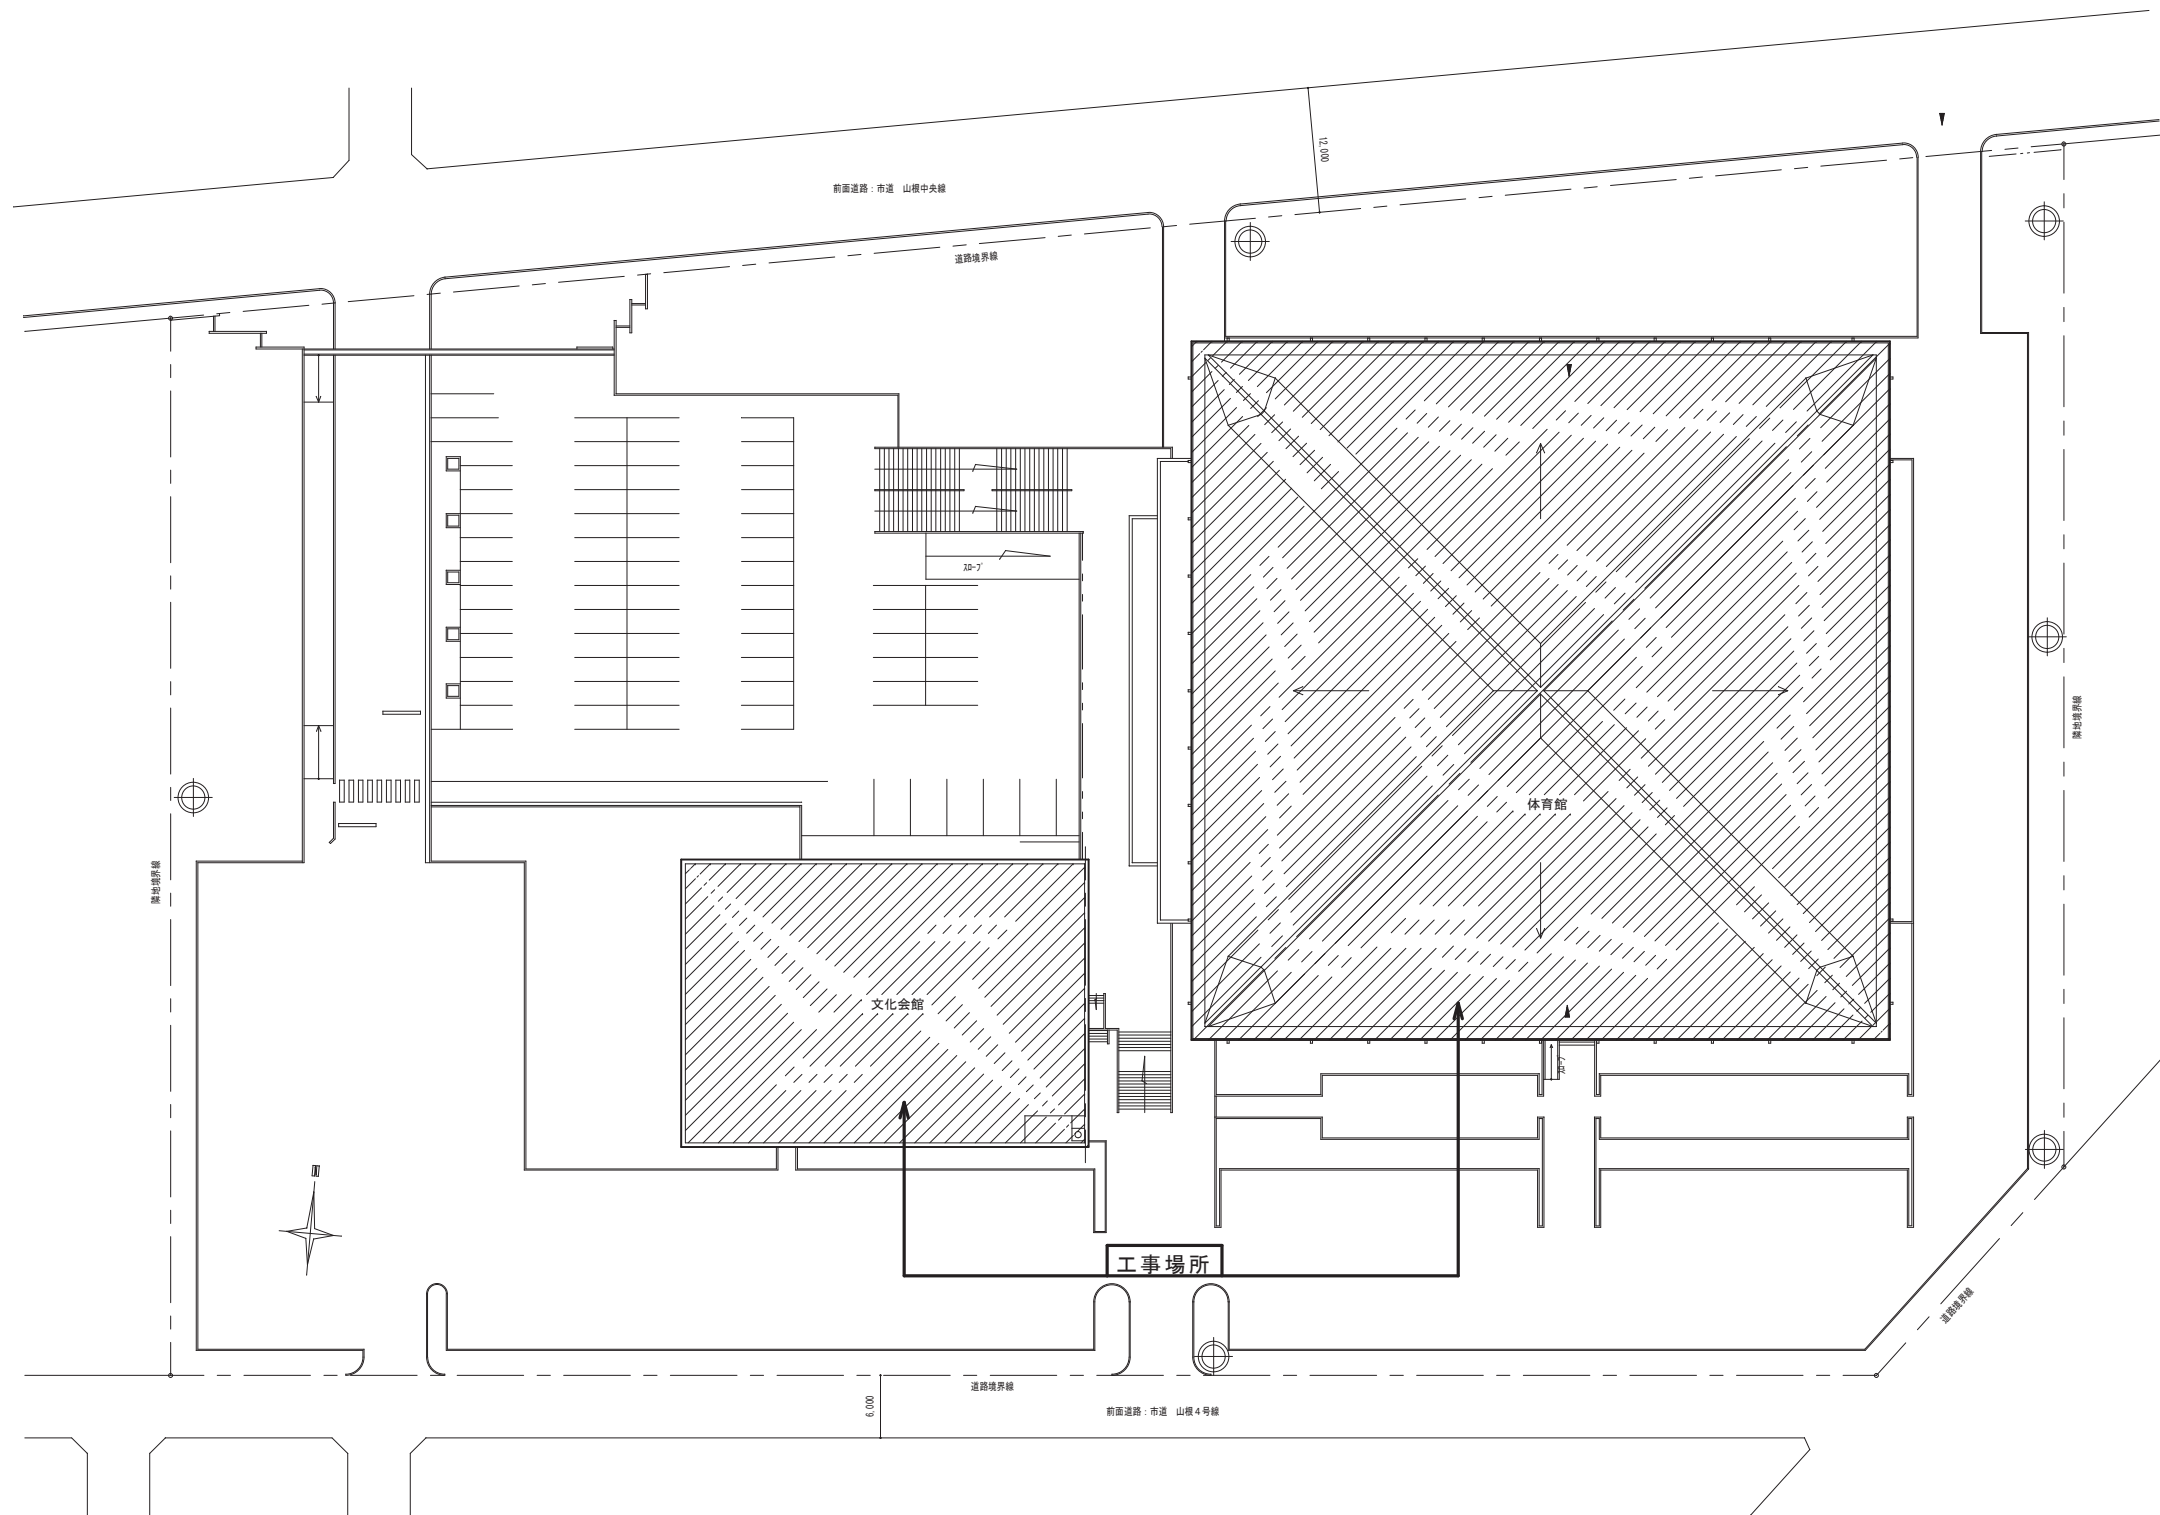 12,000
前面道路：市道　山根中央線
道路境界線
スロープ
隣地境界線
体育館
隣地境界線
文化会館
スロープ
N
工事場所
道路境界線
道路境界線
6,000
前面道路：市道　山根４号線